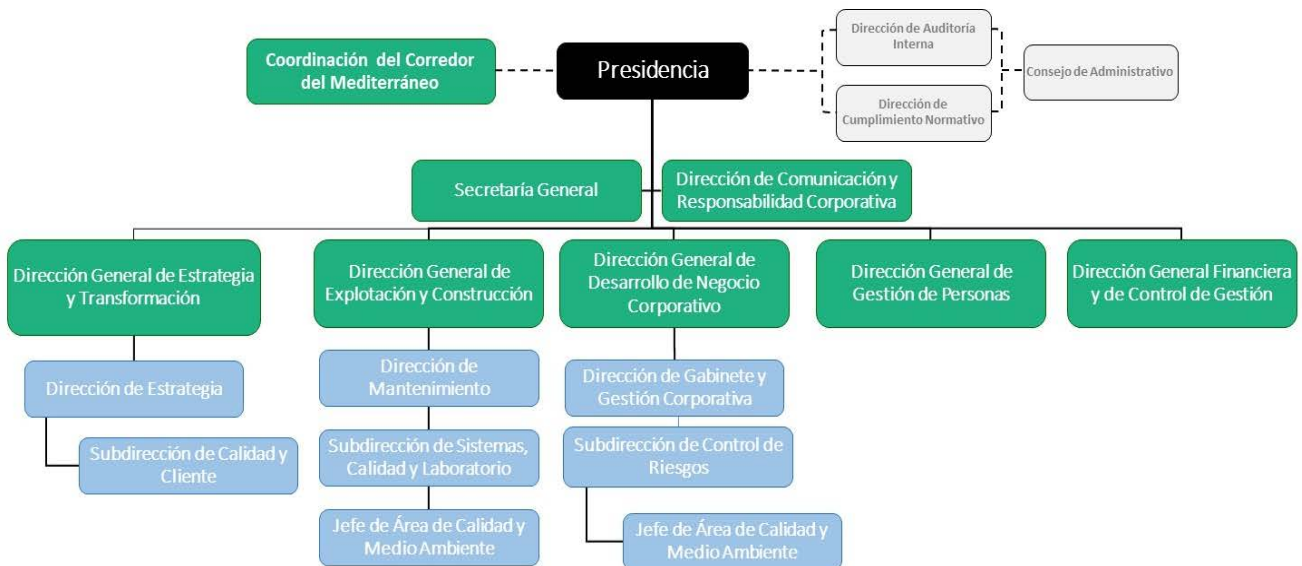 Coordinación del Corredor
del Mediterráneo
Presidencia
Dirección de Auditoría
Interna
Dirección de
Cumplimiento Normativo
Consejo de Administrativo
Secretaría General
Dirección de Comunicación y
Responsabilidad Corporativa
Dirección General de Estrategia
y Transformación
Dirección General de
Explotación y Construcción
Dirección General de
Desarrollo de Negocio
Corporativo
Dirección General de
Gestión de Personas
Dirección General Financiera
y de Control de Gestión
Dirección de Estrategia
Subdirección de Calidad y
Cliente
Dirección de
Mantenimiento
Subdirección de Sistemas,
Calidad y Laboratorio
Jefe de Área de Calidad y
Medio Ambiente
Dirección de Gabinete y
Gestión Corporativa
Subdirección de Control de
Riesgos
Jefe de Área de Calidad y
Medio Ambiente